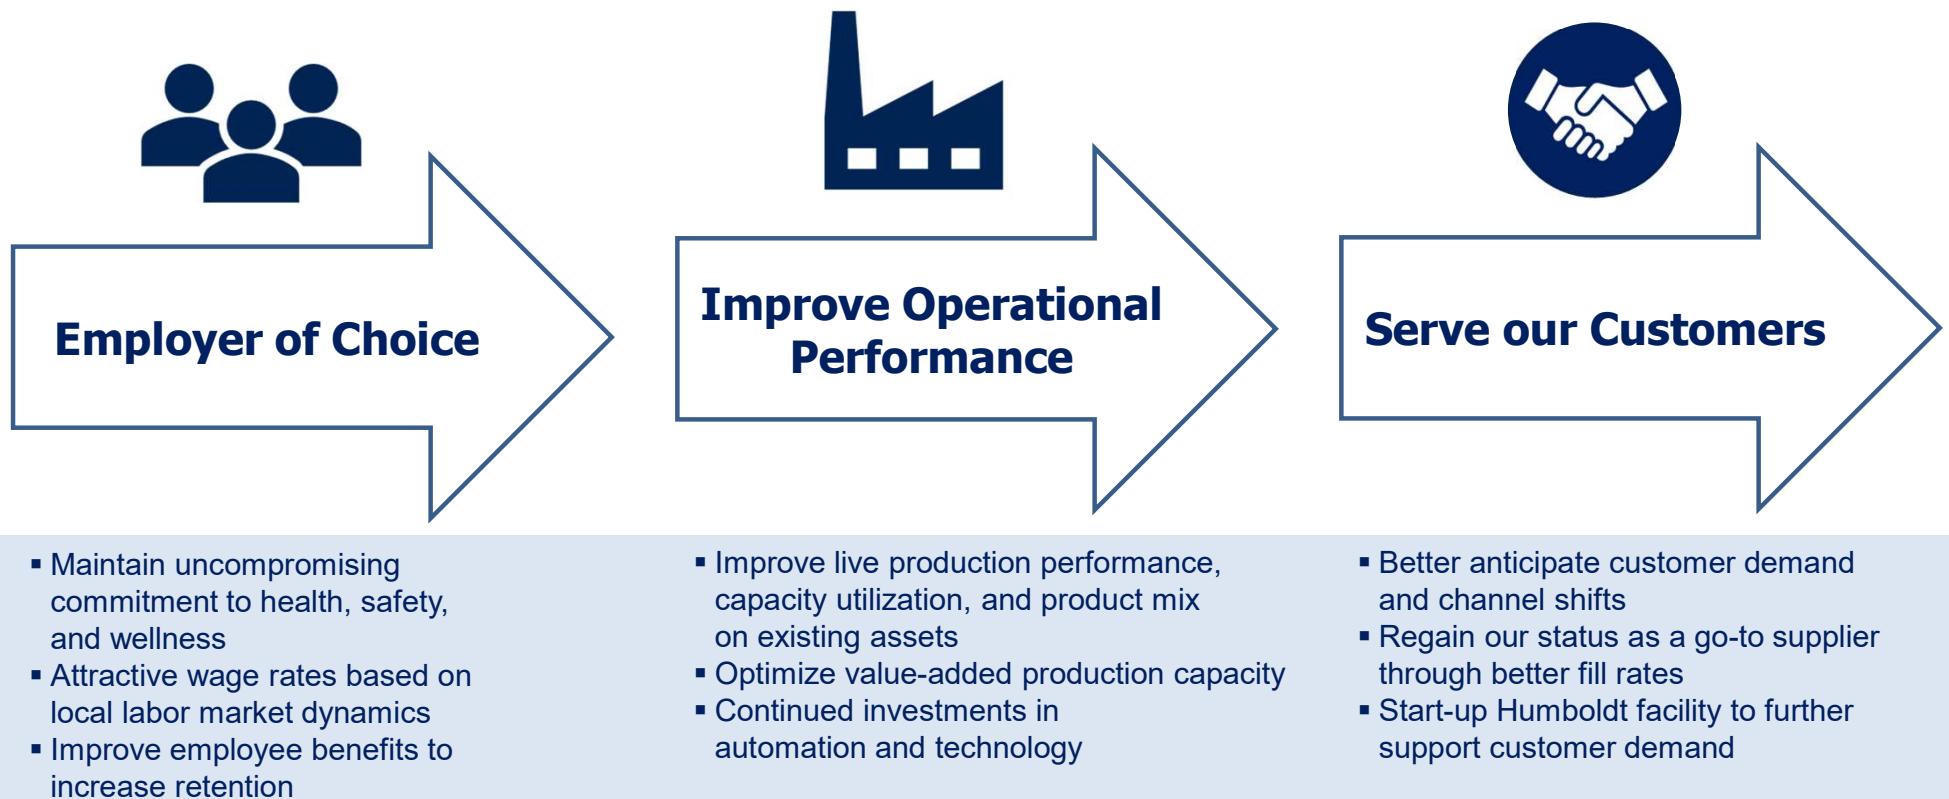 Employer of Choice
▪ Maintain uncompromising
commitment to health, safety,
and wellness
▪ Attractive wage rates based on
local labor market dynamics
▪ Improve employee benefits to
increase retention
Improve Operational
Performance
▪ Improve live production performance,
capacity utilization, and product mix
on existing assets
▪ Optimize value-added production capacity
▪ Continued investments in
automation and technology
Serve our Customers
▪ Better anticipate customer demand
and channel shifts
▪ Regain our status as a go-to supplier
through better fill rates
▪ Start-up Humboldt facility to further
support customer demand